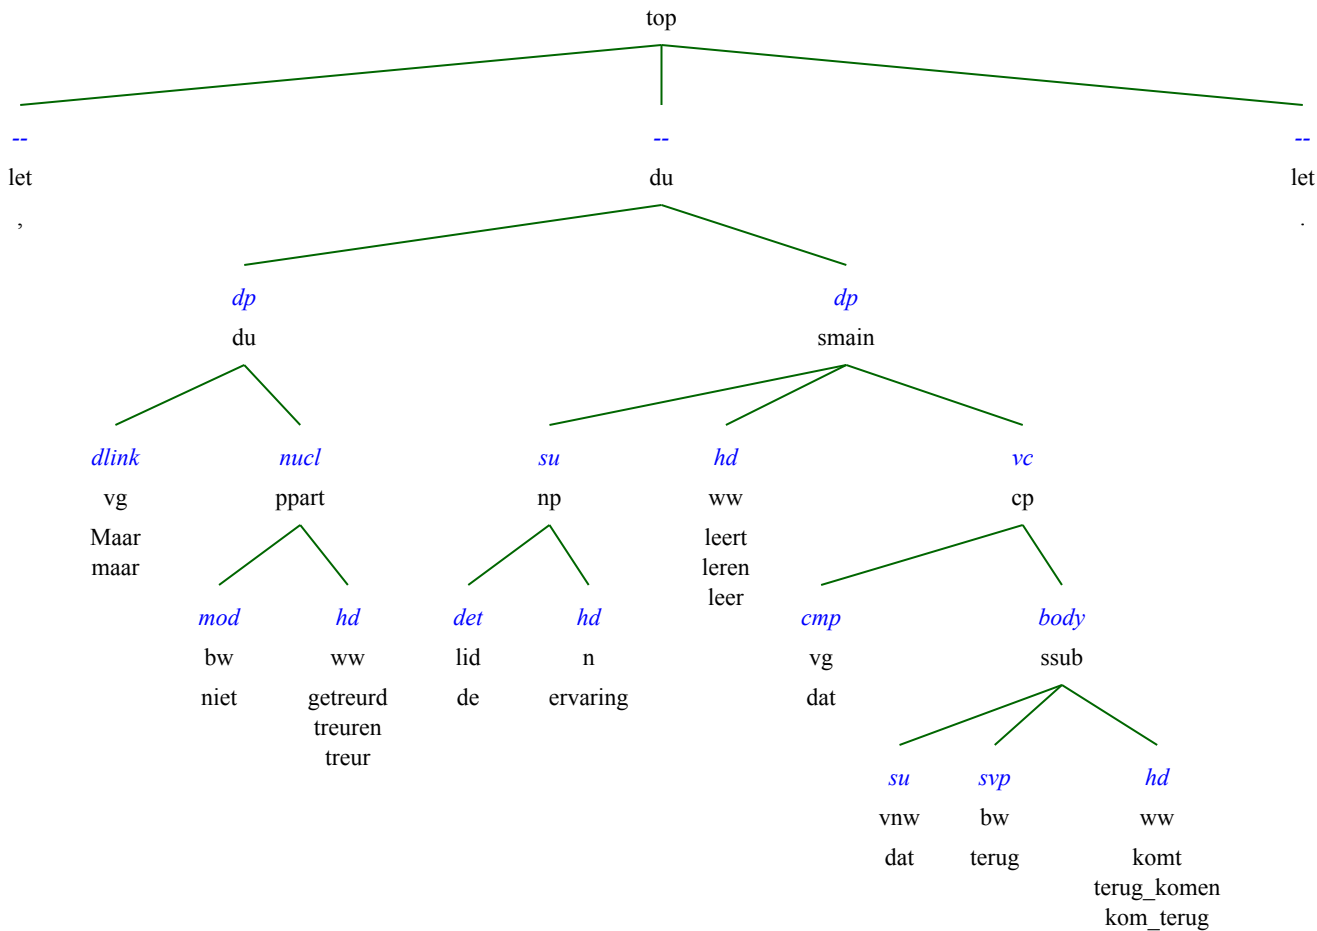 top
-- -- --
let du let
, .
dp dp
du smain
dlink nucl su hd vc
vg ppart np ww cp
Maar leert
maar leren
leer
mod hd det hd cmp body
bw ww lid n vg ssub
niet getreurd de ervaring dat
treuren
treur
su svp hd
vnw bw ww
dat terug komt
terug_komen
kom_terug